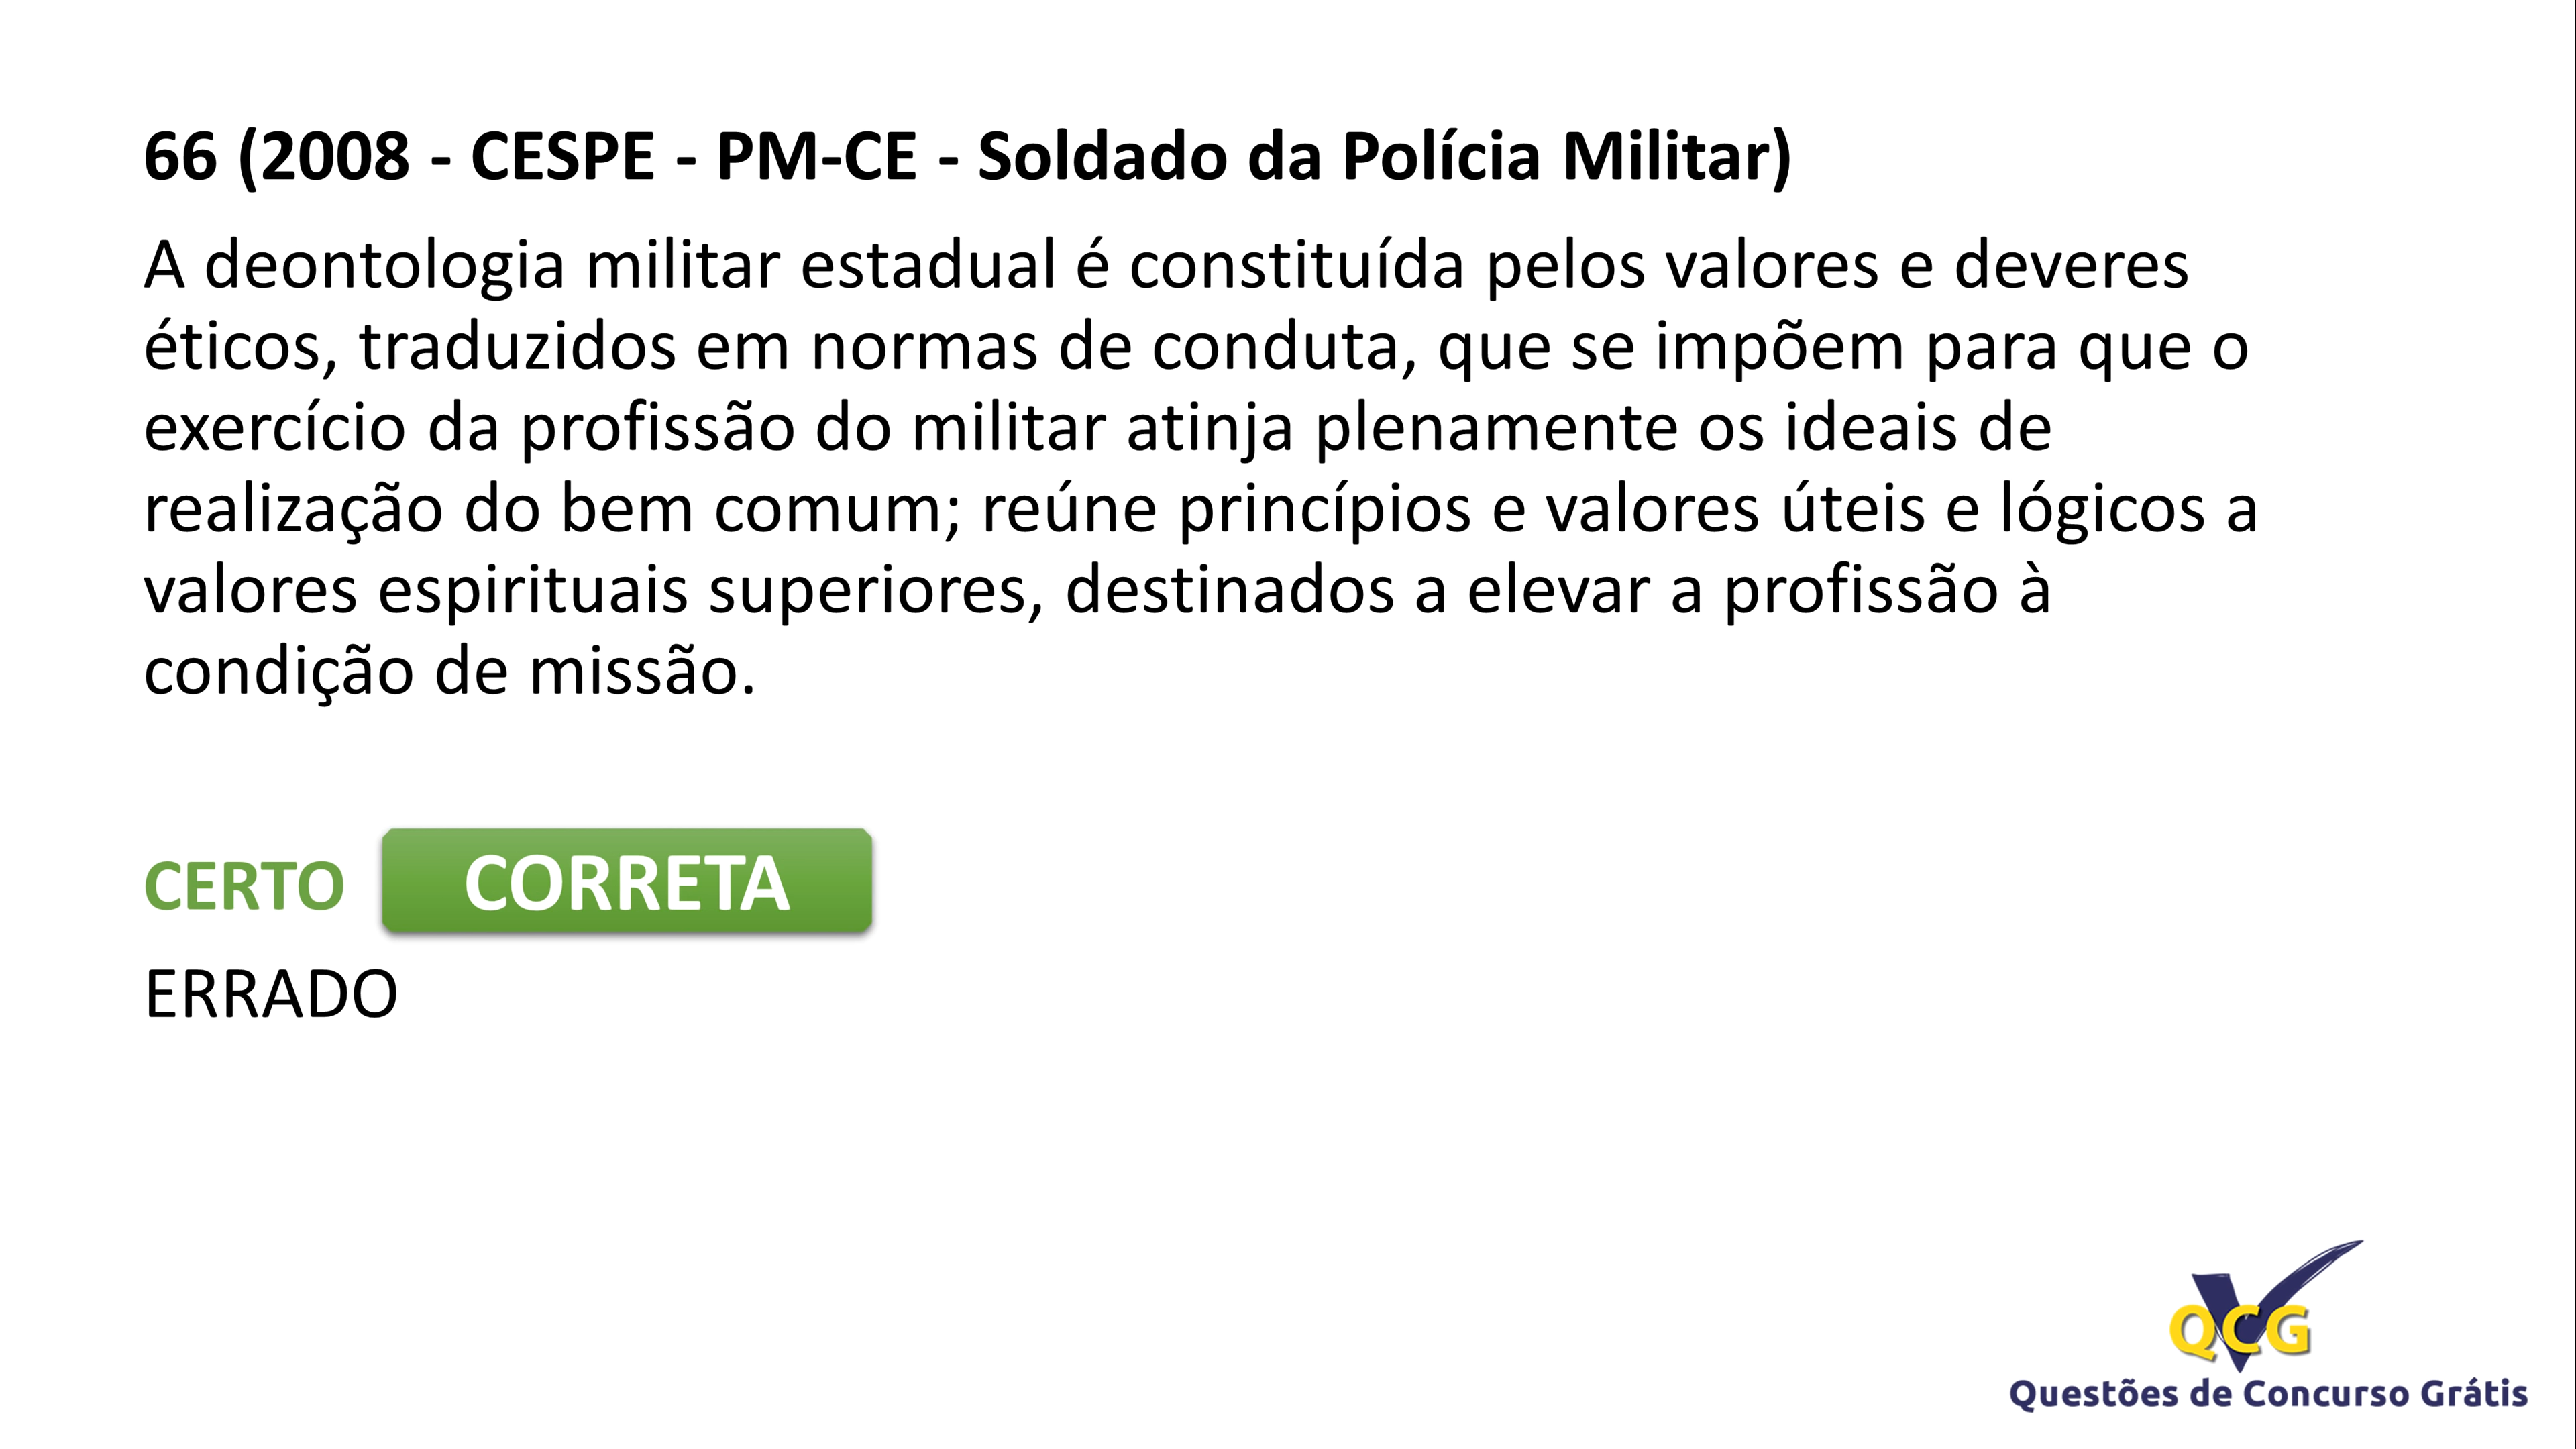 66 (2008 - CESPE - PM-CE - Soldado da Polícia Militar)
A deontologia militar estadual é constituída pelos valores e deveres
éticos, traduzidos em normas de conduta, que se impõem para que o
exercício da profissão do militar atinja plenamente os ideais de
realização do bem comum; reúne princípios e valores úteis e lógicos a
valores espirituais superiores, destinados a elevar a profissão à
condição de missão.
CERTO CORRETA
ERRADO
QCG
Questões de Concurso Grátis